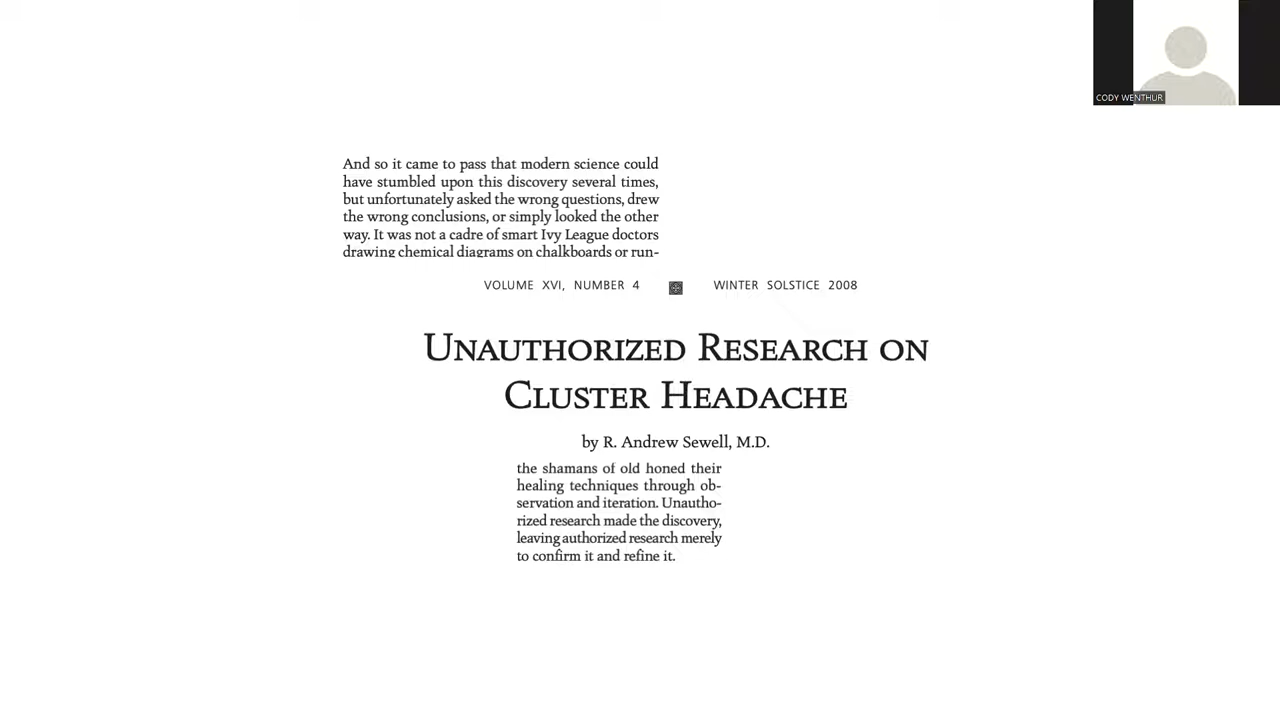 CODY WENTHUR
And so it came to pass that modern science could
have stumbled upon this discovery several times,
but unfortunately asked the wrong questions, drew
the wrong conclusions, or simply looked the other
way. It was not a cadre of smart Ivy League doctors
drawing chemical diagrams on chalkboards or run-
VOLUME XVI, NUMBER 4 WINTER SOLSTICE 2008
UNAUTHORIZED RESEARCH ON
CLUSTER HEADACHE
by R. Andrew Sewell, M.D.
the shamans of old honed their
healing techniques through ob-
servation and iteration. Unautho-
rized research made the discovery,
leaving authorized research merely
to confirm it and refine it.